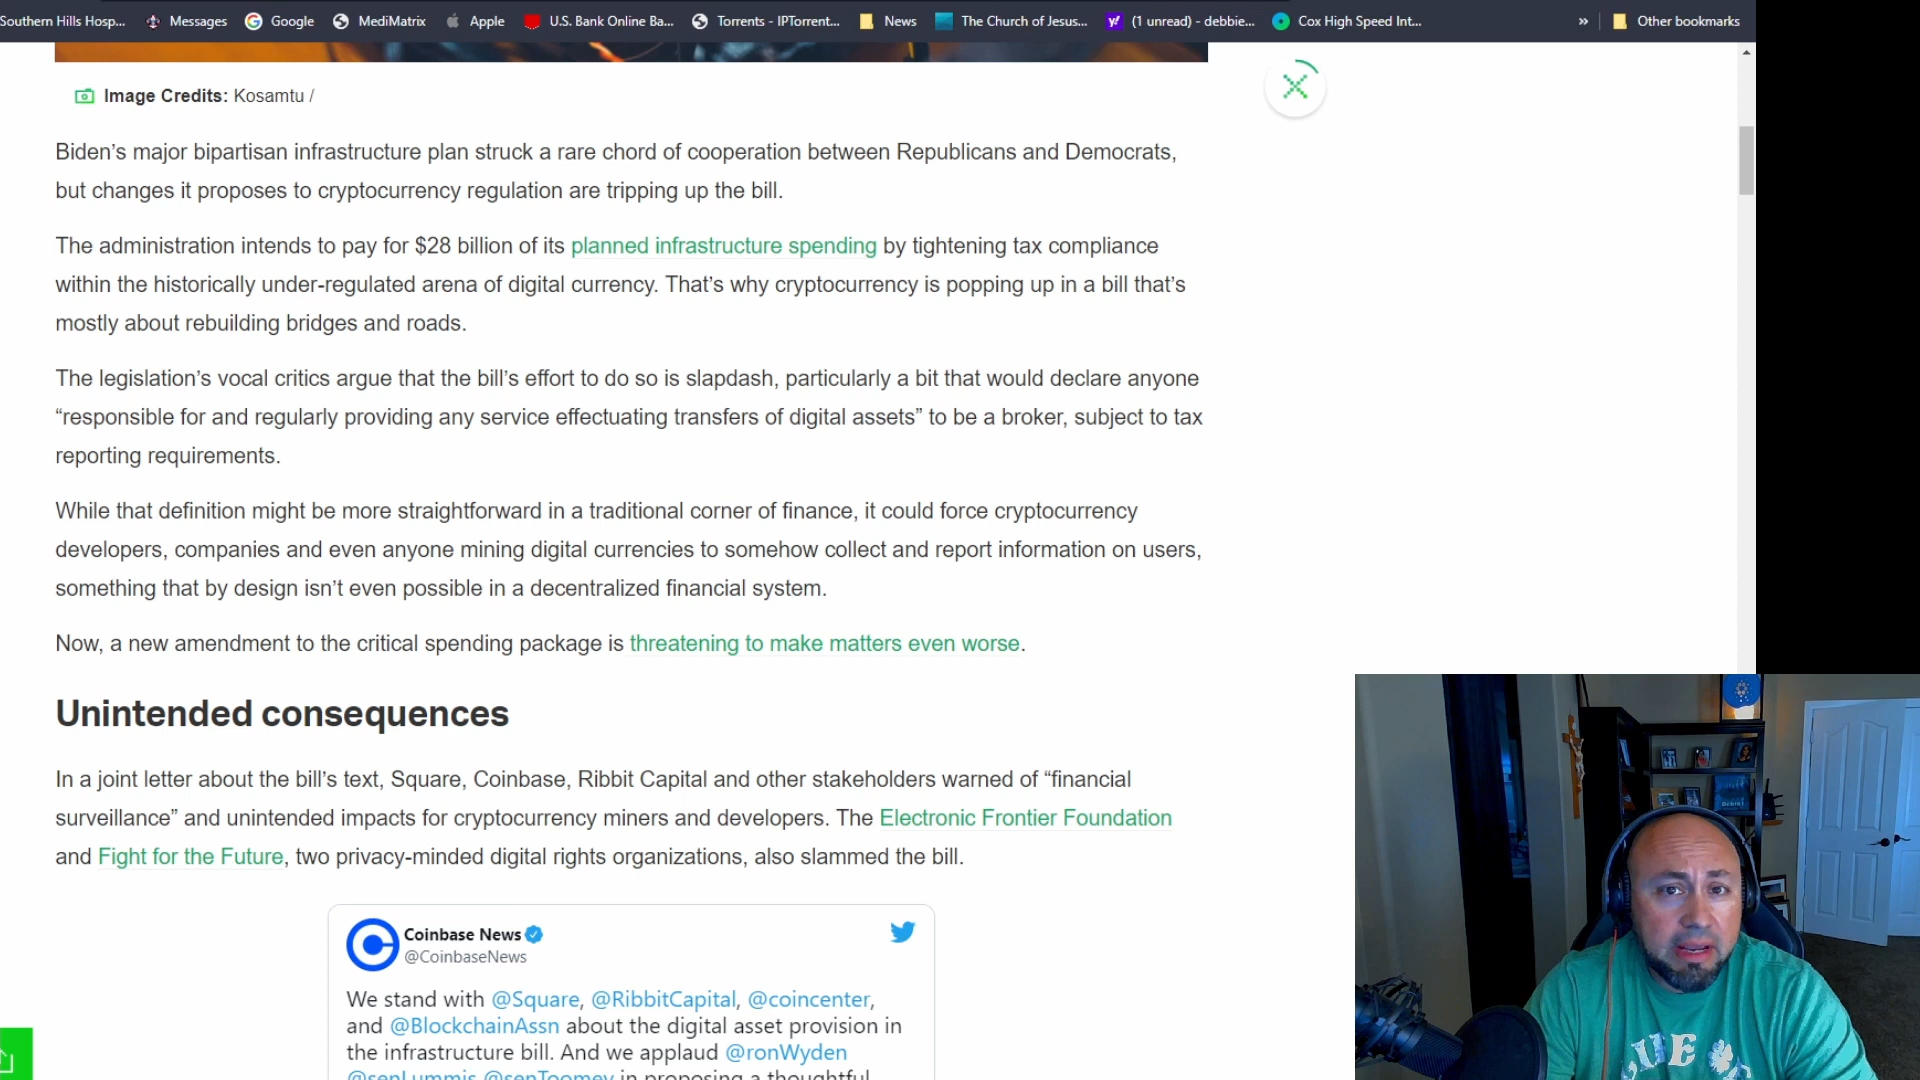 Southern Hills Hosp... Messages Google MediMatrix Apple U.S. Bank Online Ba... Torrents - IPTorrent... News The Church of Jesus... (1 unread) - debbie... Cox High Speed Int... » Other bookmarks
Image Credits: Kosamtu /
Biden’s major bipartisan infrastructure plan struck a rare chord of cooperation between Republicans and Democrats,
but changes it proposes to cryptocurrency regulation are tripping up the bill.
The administration intends to pay for $28 billion of its planned infrastructure spending by tightening tax compliance
within the historically under-regulated arena of digital currency. That’s why cryptocurrency is popping up in a bill that’s
mostly about rebuilding bridges and roads.
The legislation’s vocal critics argue that the bill’s effort to do so is slapdash, particularly a bit that would declare anyone
“responsible for and regularly providing any service effectuating transfers of digital assets” to be a broker, subject to tax
reporting requirements.
While that definition might be more straightforward in a traditional corner of finance, it could force cryptocurrency
developers, companies and even anyone mining digital currencies to somehow collect and report information on users,
something that by design isn’t even possible in a decentralized financial system.
Now, a new amendment to the critical spending package is threatening to make matters even worse.
Unintended consequences
In a joint letter about the bill’s text, Square, Coinbase, Ribbit Capital and other stakeholders warned of “financial
surveillance” and unintended impacts for cryptocurrency miners and developers. The Electronic Frontier Foundation
and Fight for the Future, two privacy-minded digital rights organizations, also slammed the bill.
Coinbase News
@CoinbaseNews
We stand with @Square, @RibbitCapital, @coincenter,
and @BlockchainAssn about the digital asset provision in
the infrastructure bill. And we applaud @ronWyden
@senLummis @senToomey in proposing a thoughtful